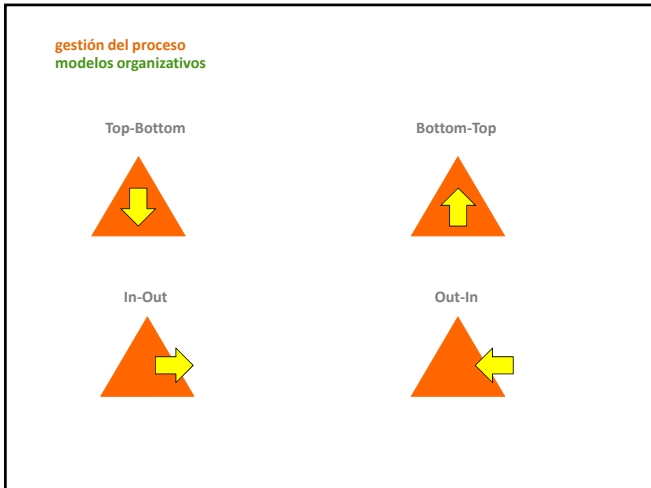 gestión del proceso
modelos organizativos
Top-Bottom
Bottom-Top
In-Out
Out-In